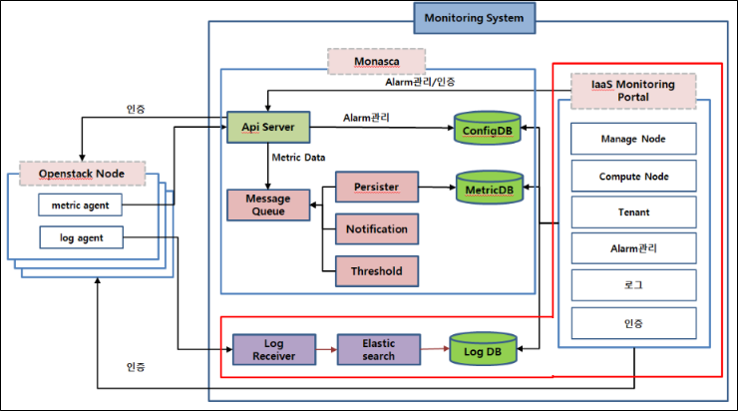 Monitoring System
Monasca
IaaS Monitoring
Portal
Alarm관리/인증
인증
Api Server
Alarm관리
ConfigDB
Manage Node
Metric Data
Openstack Node
metric agent
log agent
Message
Queue
Persister
MetricDB
Compute Node
Notification
Tenant
Threshold
Alarm관리
로그
인증
Log
Receiver
Elastic
search
Log DB
인증